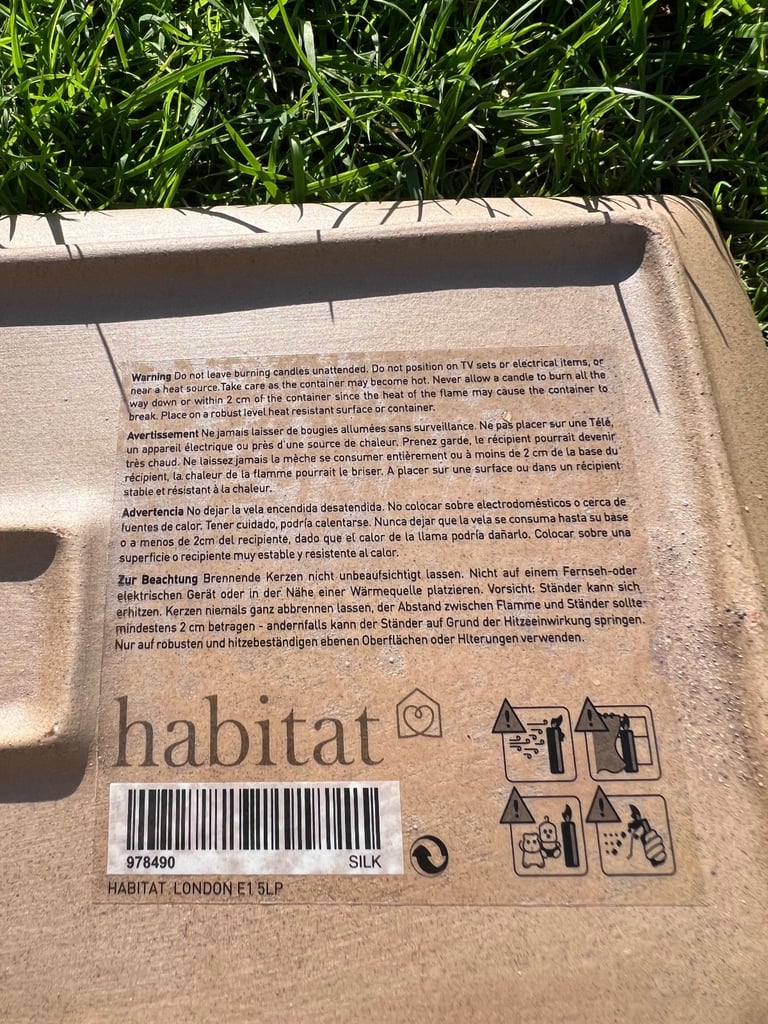 Warning Do not leave burning candles unattended. Do not position on TV sets or electrical items, or
near a heat source.Take care as the container may become hot. Never allow a candle to burn all the
way down or within 2 cm of the container since the heat of the flame may cause the container to
break. Place on a robust level heat resistant surface or container.
Avertissement Ne jamais laisser de bougies allumées sans surveillance. Ne pas placer sur une Télé,
un appareil électrique ou près d'une source de chaleur. Prenez garde, le récipient pourrait devenir
très chaud. Ne laissez jamais la mèche se consumer entièrement ou à moins de 2 cm de la base du
récipient, la chaleur de la flamme pourrait le briser. A placer sur une surface ou dans un récipient
stable et résistant à la chaleur.
Advertencia No dejar la vela encendida desatendida. No colocar sobre electrodomésticos o cerca de
fuentes de calor. Tener cuidado, podría calentarse. Nunca dejar que la vela se consuma hasta su base
o a menos de 2cm del recipiente, dado que el calor de la llama podría dañarlo. Colocar sobre una
superficie o recipiente muy estable y resistente al calor.
Zur Beachtung Brennende Kerzen nicht unbeaufsichtigt lassen. Nicht auf einem Fernseh-oder
elektrischen Gerät oder in der Nähe einer Wärmequelle platzieren. Vorsicht: Ständer kann sich
erhitzen. Kerzen niemals ganz abbrennen lassen, der Abstand zwischen Flamme und Ständer sollte
mindestens 2 cm betragen - andernfalls kann der Ständer auf Grund der Hitzeeinwirkung springen.
Nur auf robusten und hitzebeständigen ebenen Oberflächen oder Hlterungen verwenden.
habitat
978490 SILK
HABITAT LONDON E1 5LP